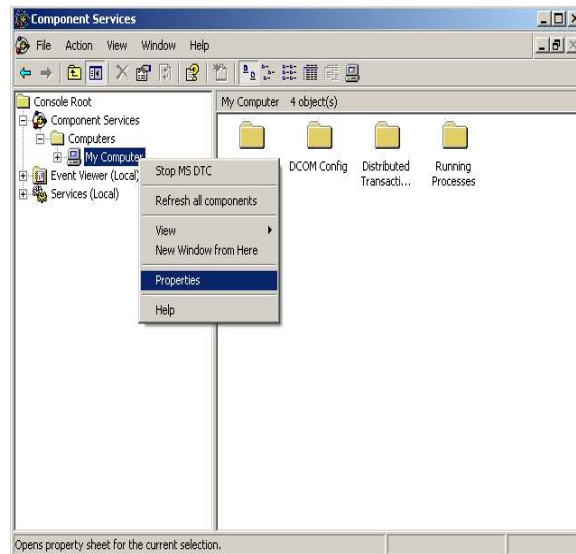 Component Services
File Action View Window Help
Console Root
Component Services
Computers
My Computer
Event Viewer (Local)
Services (Local)
My Computer 4 object(s)
DCOM Config
Distributed Transacti...
Running Processes
Stop MS DTC
Refresh all components
View
New Window from Here
Properties
Help
Opens property sheet for the current selection.